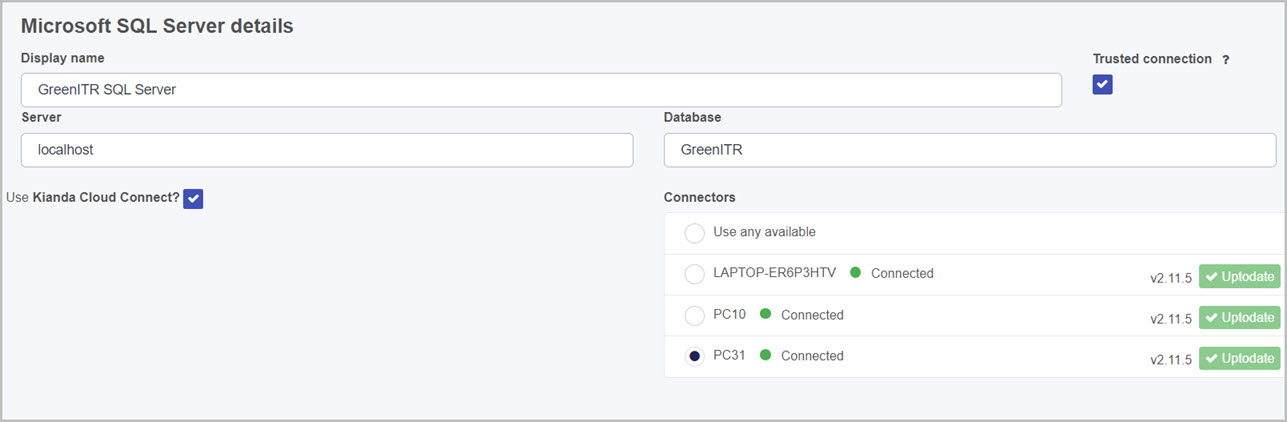 Microsoft SQL Server details
Display name
Trusted connection ?
GreenITR SQL Server
Server
Database
localhost
GreenITR
Use Kianda Cloud Connect?
Connectors
Use any available
LAPTOP-ER6P3HTV Connected v2.11.5 Uptodate
PC10 Connected v2.11.5 Uptodate
PC31 Connected v2.11.5 Uptodate